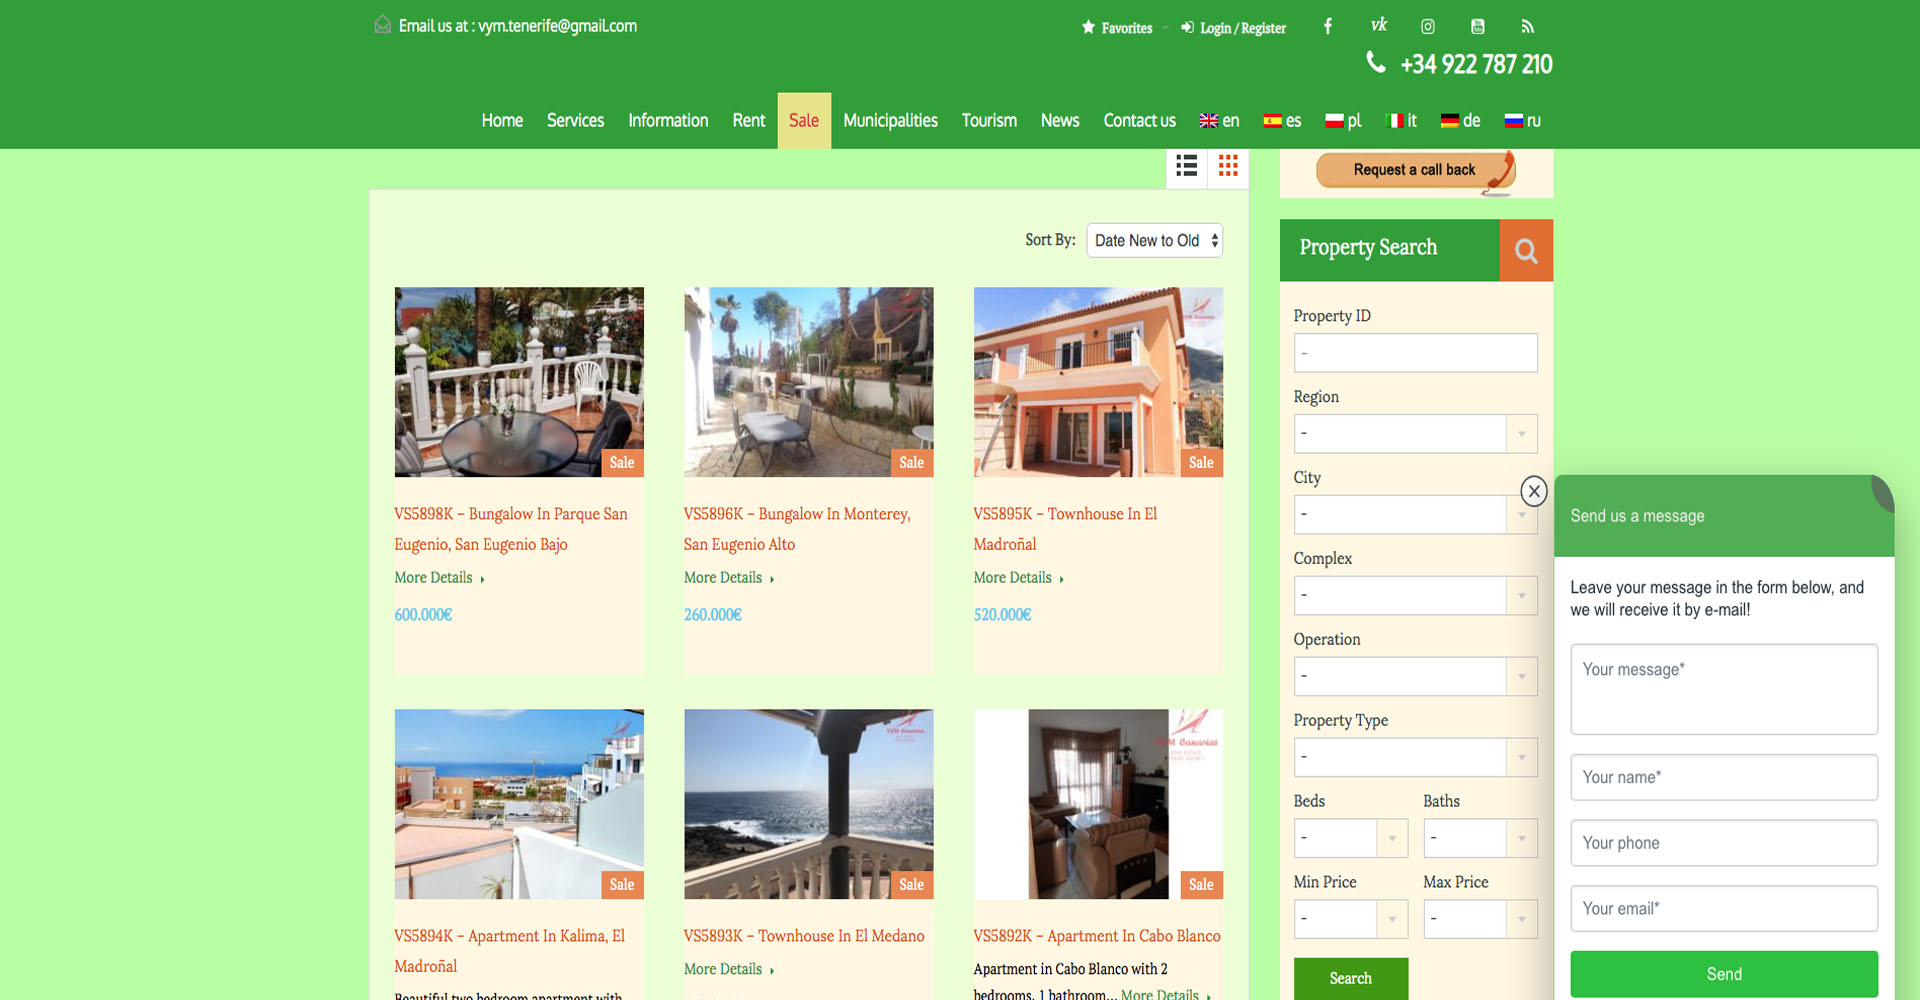 Email us at : vym.tenerife@gmail.com
Favorites - Login / Register
vk
+34 922 787 210
Home Services Information Rent Sale Municipalities Tourism News Contact us en es pl it de ru
Request a call back
Sort By: Date New to Old
Sale
Sale
Sale
VS5898K – Bungalow In Parque San
Eugenio, San Eugenio Bajo
More Details
600.000€
VS5896K – Bungalow In Monterey,
San Eugenio Alto
More Details
260.000€
VS5895K – Townhouse In El
Madroñal
More Details
520.000€
VYM Canarias
Sale
Sale
Sale
VS5894K – Apartment In Kalima, El
Madroñal
Beautiful two bedroom apartment with
VS5893K – Townhouse In El Medano
More Details
VS5892K – Apartment In Cabo Blanco
Apartment in Cabo Blanco with 2
bedrooms, 1 bathroom... More Details
Property Search
Property ID
-
Region
-
City
-
Complex
-
Operation
-
Property Type
-
Beds Baths
- -
Min Price Max Price
- -
Search
X
Send us a message
Leave your message in the form below, and
we will receive it by e-mail!
Your message*
Your name*
Your phone
Your email*
Send